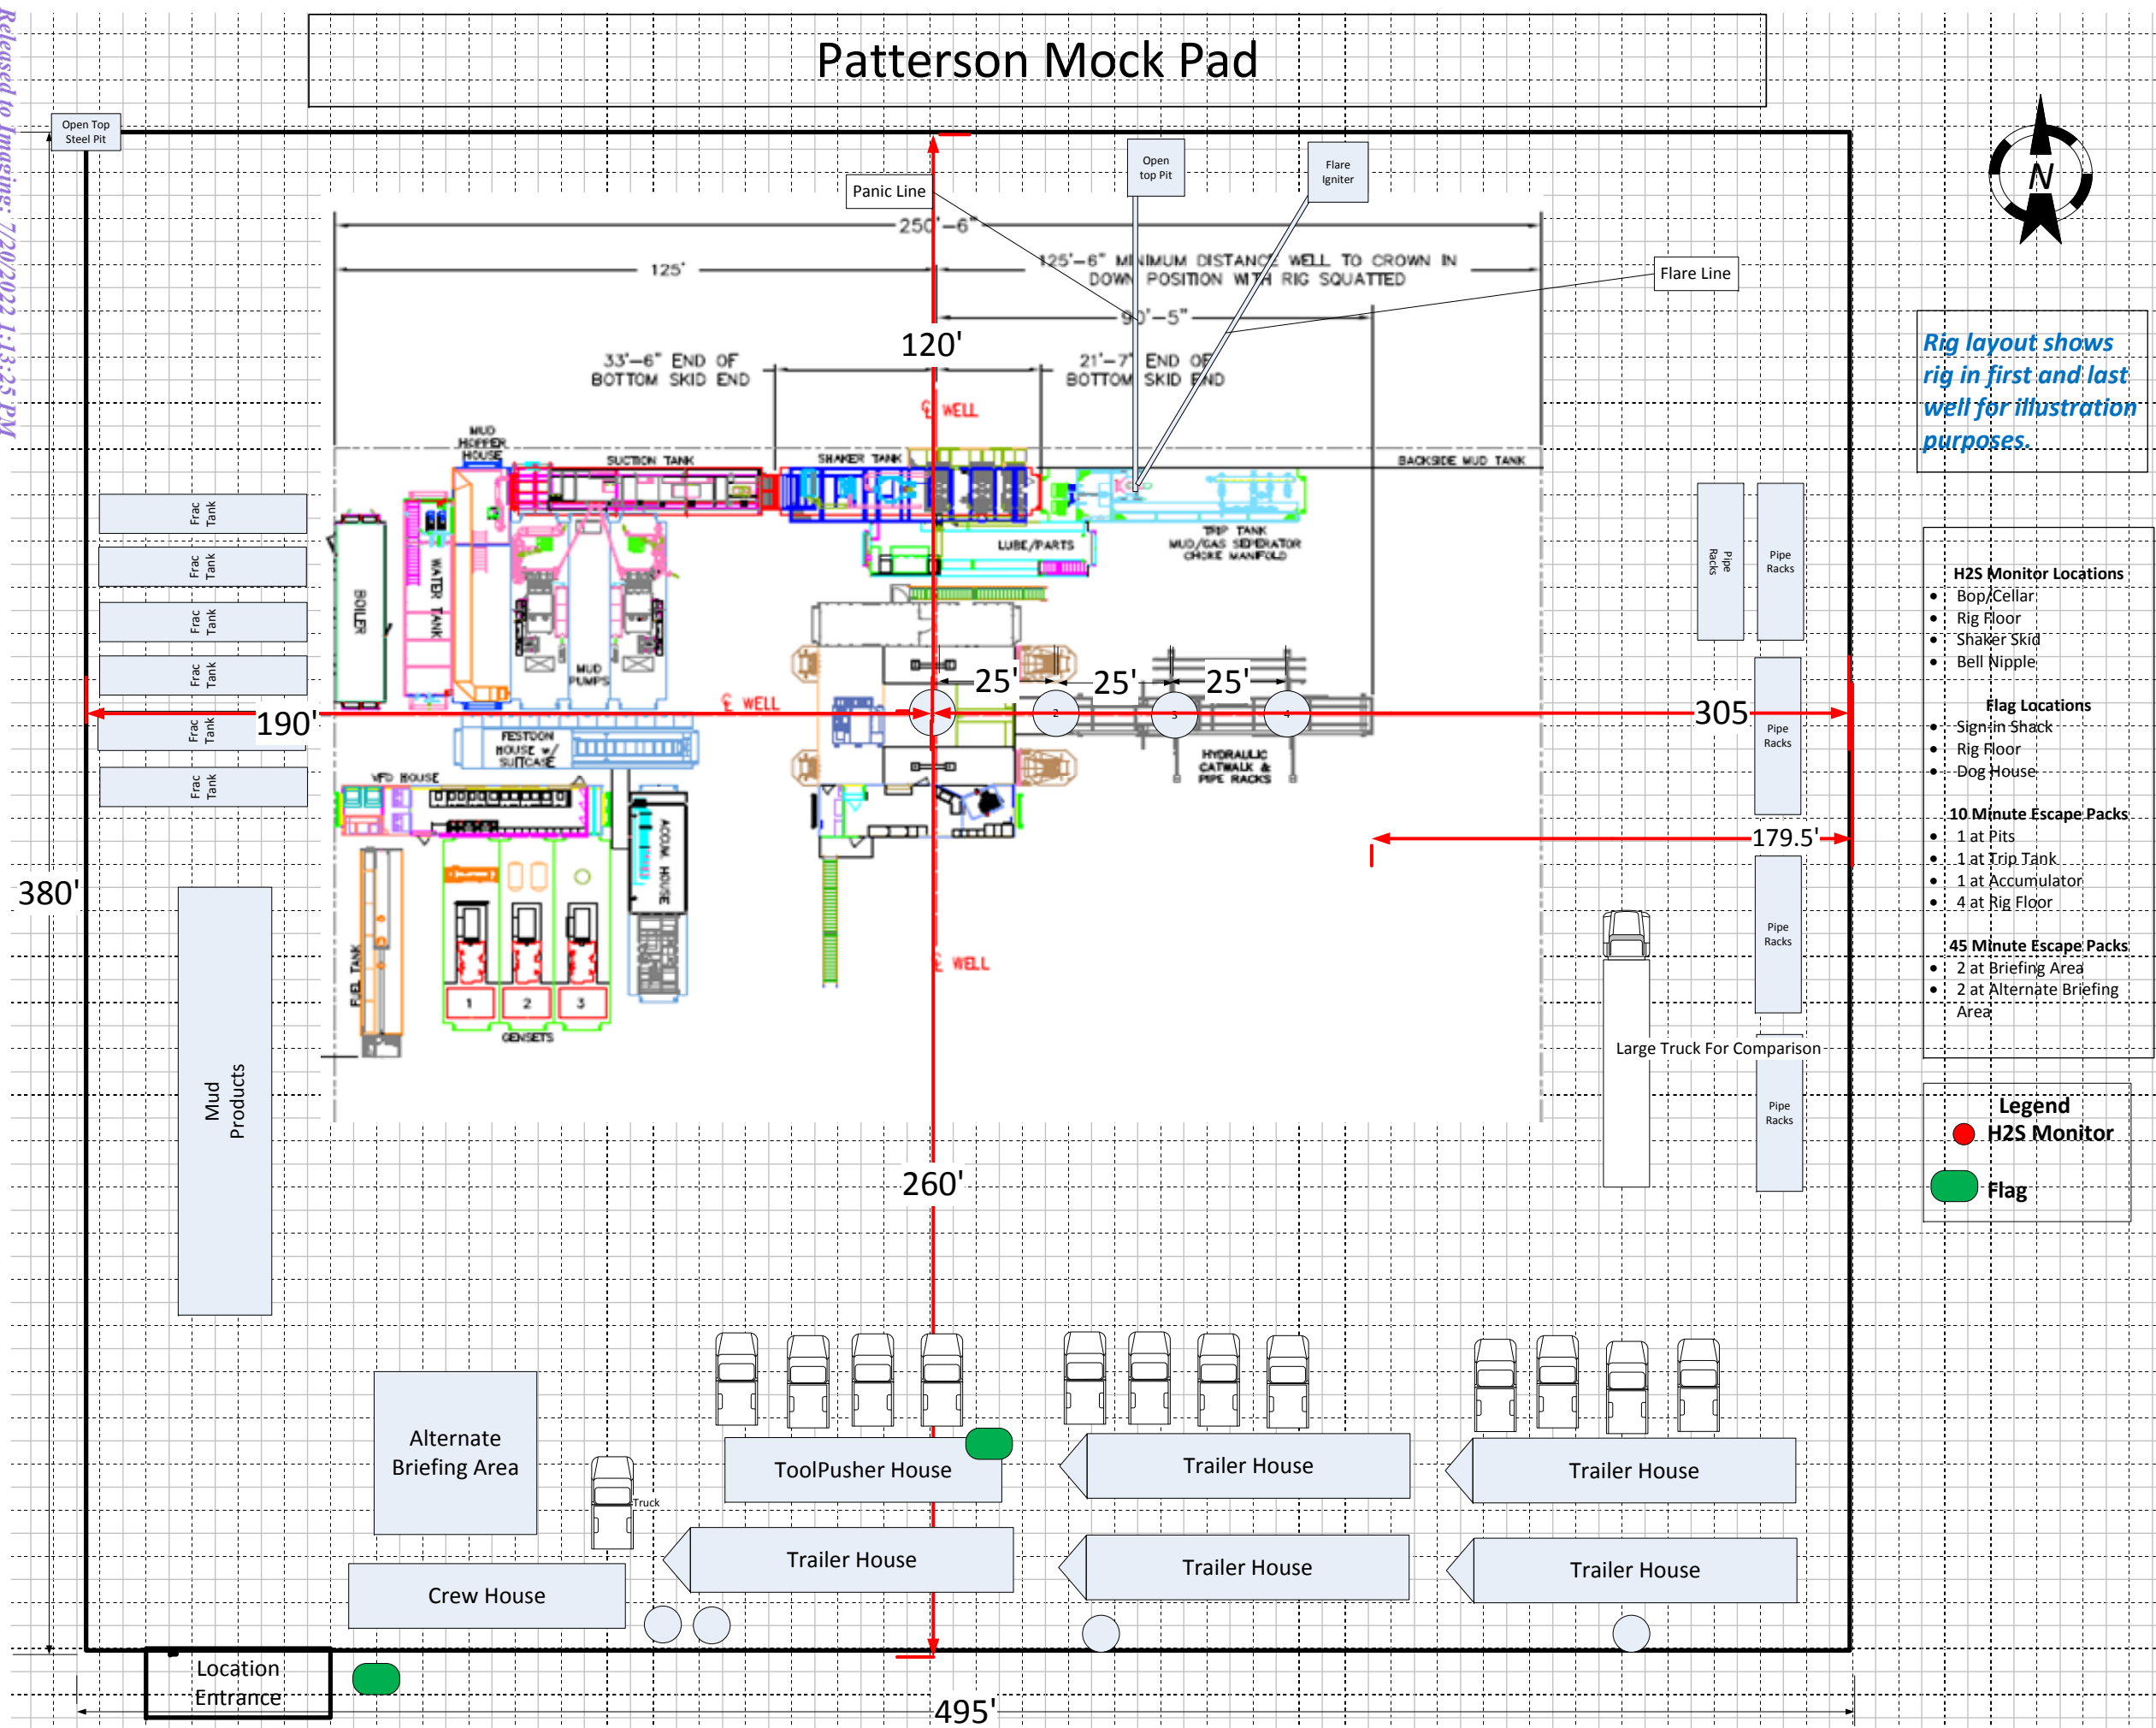 Released to Imaging: 7/20/2022 1:13:25 PM
Patterson Mock Pad
Open Top
Steel Pit
Open
top Pit
Flare
Igniter
N
Panic Line
250'-6"
125'
125'-6" MINIMUM DISTANCE WELL TO CROWN IN
DOWN POSITION WITH RIG SQUATTED
Flare Line
90'-5"
120'
33'-6" END OF
BOTTOM SKID END
21'-7" END OF
BOTTOM SKID END
Rig layout shows
rig in first and last
well for illustration
purposes.
℄ WELL
MUD
HOPPER
HOUSE
SUCTION TANK
SHAKER TANK
BACKSIDE MUD TANK
Frac
Tank
Frac
Tank
Frac
Tank
Frac
Tank
Frac
Tank
Frac
Tank
BOILER
WATER TANK
MUD
PUMPS
LUBE/PARTS
TRIP TANK
MUD/GAS SEPERATOR
CHOKE MANIFOLD
Pipe
Racks
Pipe
Racks
H2S Monitor Locations
• Bop/Cellar
• Rig Floor
• Shaker Skid
• Bell Nipple
Flag Locations
• Sign-in Shack
• Rig Floor
• Dog House
10 Minute Escape Packs
• 1 at Pits
• 1 at Trip Tank
• 1 at Accumulator
• 4 at Rig Floor
45 Minute Escape Packs
• 2 at Briefing Area
• 2 at Alternate Briefing
Area
25'
25'
25'
℄ WELL
190'
2
3
4
305
Pipe
Racks
FESTOON
HOUSE w/
SUITCASE
HYDRAULIC
CATWALK &
PIPE RACKS
VFD HOUSE
ACCUM. HOUSE
179.5'
380'
Pipe
Racks
FUEL TANK
℄ WELL
1
2
3
GENSETS
Large Truck For Comparison
Mud
Products
Pipe
Racks
Legend
H2S Monitor
Flag
260'
Alternate
Briefing Area
ToolPusher House
Trailer House
Trailer House
Truck
Trailer House
Trailer House
Trailer House
Crew House
Location
Entrance
495'